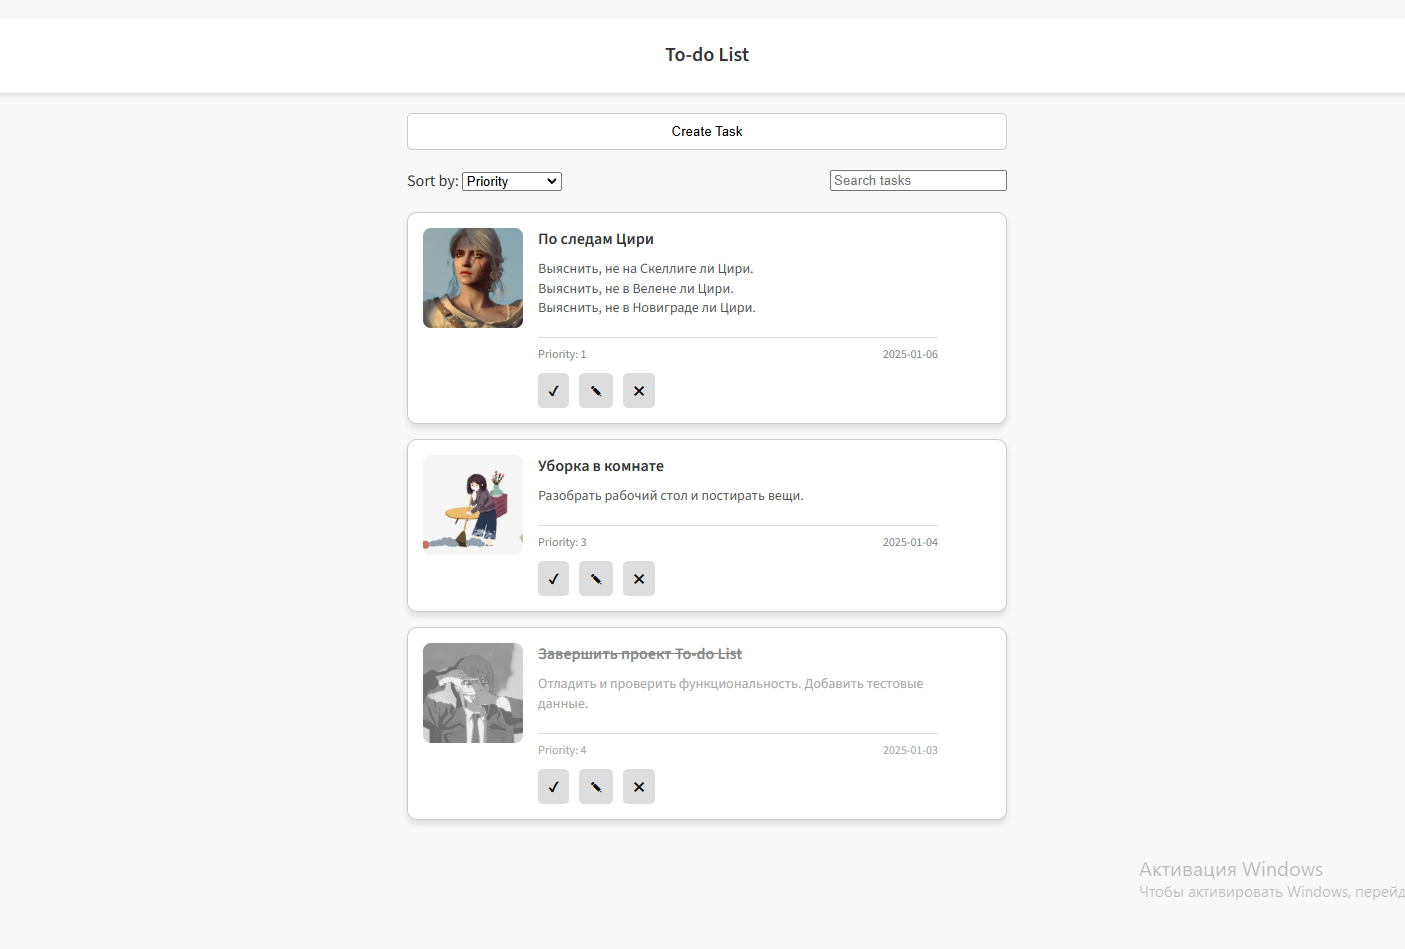 To-do List
Create Task
Sort by: Priority
Search tasks
По следам Цири
Выяснить, не на Скеллиге ли Цири.
Выяснить, не в Велене ли Цири.
Выяснить, не в Новиграде ли Цири.
Priority: 1
2025-01-06
Уборка в комнате
Разобрать рабочий стол и постирать вещи.
Priority: 3
2025-01-04
Завершить проект To-do List
Отладить и проверить функциональность. Добавить тестовые
данные.
Priority: 4
2025-01-03
Активация Windows
Чтобы активировать Windows, перейд